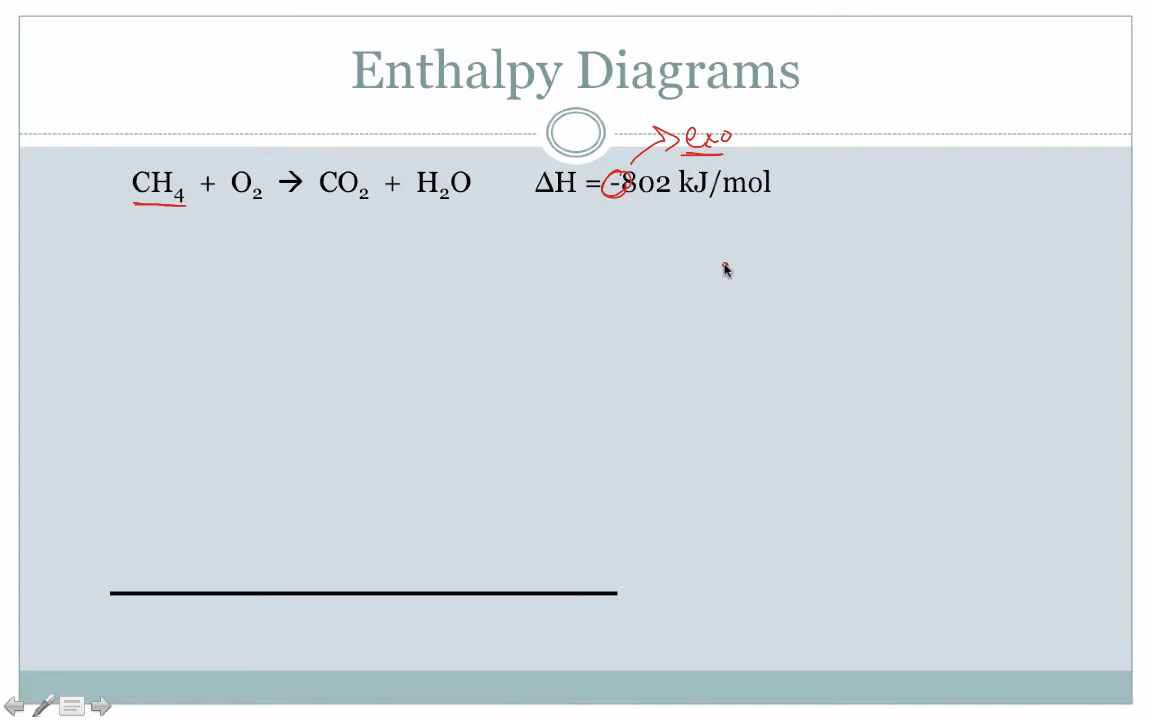 Enthalpy Diagrams
exo
CH₄ + O₂ → CO₂ + H₂O ΔH = -802 kJ/mol